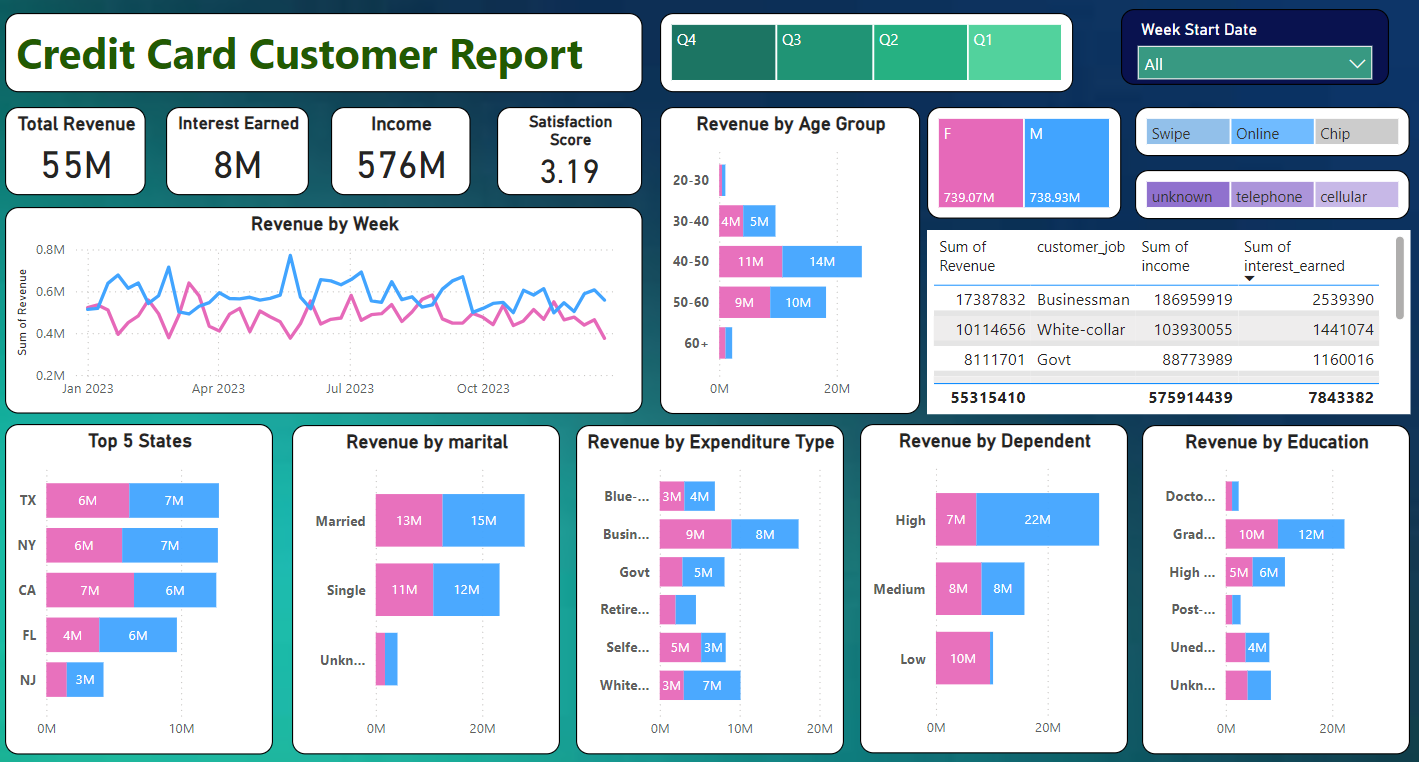 Credit Card Customer Report
Q4 Q3 Q2 Q1
Week Start Date
All
Total Revenue
55M
Interest Earned
8M
Income
576M
Satisfaction
Score
3.19
Revenue by Week
Sum of Revenue
0.8M
0.6M
0.4M
0.2M
Jan 2023 Apr 2023 Jul 2023 Oct 2023
Revenue by Age Group
20-30
30-40 4M 5M
40-50 11M 14M
50-60 9M 10M
60+
0M 20M
F M
739.07M 738.93M
Swipe Online Chip
unknown telephone cellular
Sum of Revenue customer_job Sum of income Sum of interest_earned
17387832 Businessman 186959919 2539390
10114656 White-collar 103930055 1441074
8111701 Govt 88773989 1160016
55315410 575914439 7843382
Top 5 States
TX 6M 7M
NY 6M 7M
CA 7M 6M
FL 4M 6M
NJ 3M
0M 10M
Revenue by marital
Married 13M 15M
Single 11M 12M
Unkn...
0M 20M
Revenue by Expenditure Type
Blue-... 3M 4M
Busin... 9M 8M
Govt 5M
Retire...
Selfe... 5M 3M
White... 3M 7M
0M 10M 20M
Revenue by Dependent
High 7M 22M
Medium 8M 8M
Low 10M
0M 20M
Revenue by Education
Docto...
Grad... 10M 12M
High ... 5M 6M
Post-...
Uned... 4M
Unkn...
0M 20M